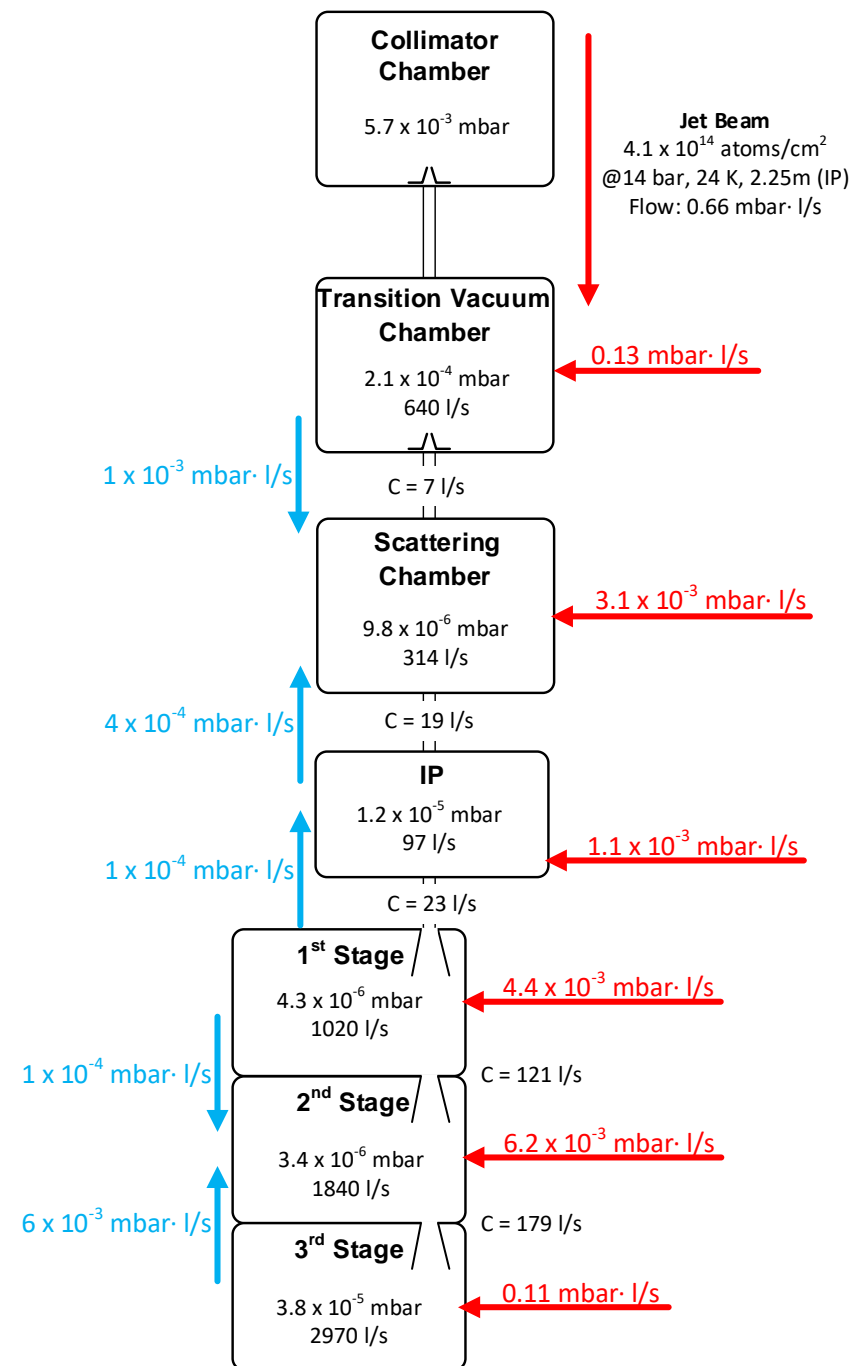 Collimator
Chamber
5.7 x 10⁻³ mbar
Jet Beam
4.1 x 10¹⁴ atoms/cm²
@14 bar, 24 K, 2.25m (IP)
Flow: 0.66 mbar· l/s
Transition Vacuum
Chamber
2.1 x 10⁻⁴ mbar
640 l/s
0.13 mbar· l/s
1 x 10⁻³ mbar· l/s
C = 7 l/s
Scattering
Chamber
9.8 x 10⁻⁶ mbar
314 l/s
3.1 x 10⁻³ mbar· l/s
4 x 10⁻⁴ mbar· l/s
C = 19 l/s
IP
1.2 x 10⁻⁵ mbar
97 l/s
1.1 x 10⁻³ mbar· l/s
1 x 10⁻⁴ mbar· l/s
C = 23 l/s
1ˢᵗ Stage
4.3 x 10⁻⁶ mbar
1020 l/s
4.4 x 10⁻³ mbar· l/s
1 x 10⁻⁴ mbar· l/s
C = 121 l/s
2ⁿᵈ Stage
3.4 x 10⁻⁶ mbar
1840 l/s
6.2 x 10⁻³ mbar· l/s
6 x 10⁻³ mbar· l/s
C = 179 l/s
3ʳᵈ Stage
3.8 x 10⁻⁵ mbar
2970 l/s
0.11 mbar· l/s